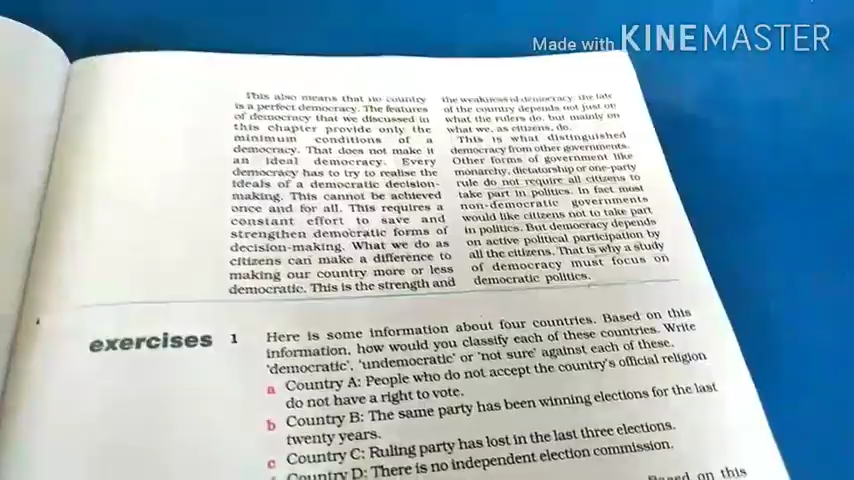 Made with KINEMASTER
This also means that no country
is a perfect democracy. The features
of democracy that we discussed in
this chapter provide only the
minimum conditions of a
democracy. That does not make it
an ideal democracy. Every
democracy has to try to realise the
ideals of a democratic decision-
making. This cannot be achieved
once and for all. This requires a
constant effort to save and
strengthen democratic forms of
decision-making. What we do as
citizens can make a difference to
making our country more or less
democratic. This is the strength and
the weakness of democracy: the fate
of the country depends not just on
what the rulers do, but mainly on
what we, as citizens, do.
This is what distinguished
democracy from other governments.
Other forms of government like
monarchy, dictatorship or one-party
rule do not require all citizens to
take part in politics. In fact most
non-democratic governments
would like citizens not to take part
in politics. But democracy depends
on active political participation by
all the citizens. That is why a study
of democracy must focus on
democratic politics.
exercises
1 Here is some information about four countries. Based on this
information, how would you classify each of these countries. Write
'democratic', 'undemocratic' or 'not sure' against each of these.
a Country A: People who do not accept the country's official religion
do not have a right to vote.
b Country B: The same party has been winning elections for the last
twenty years.
c Country C: Ruling party has lost in the last three elections.
Country D: There is no independent election commission.
Based on this